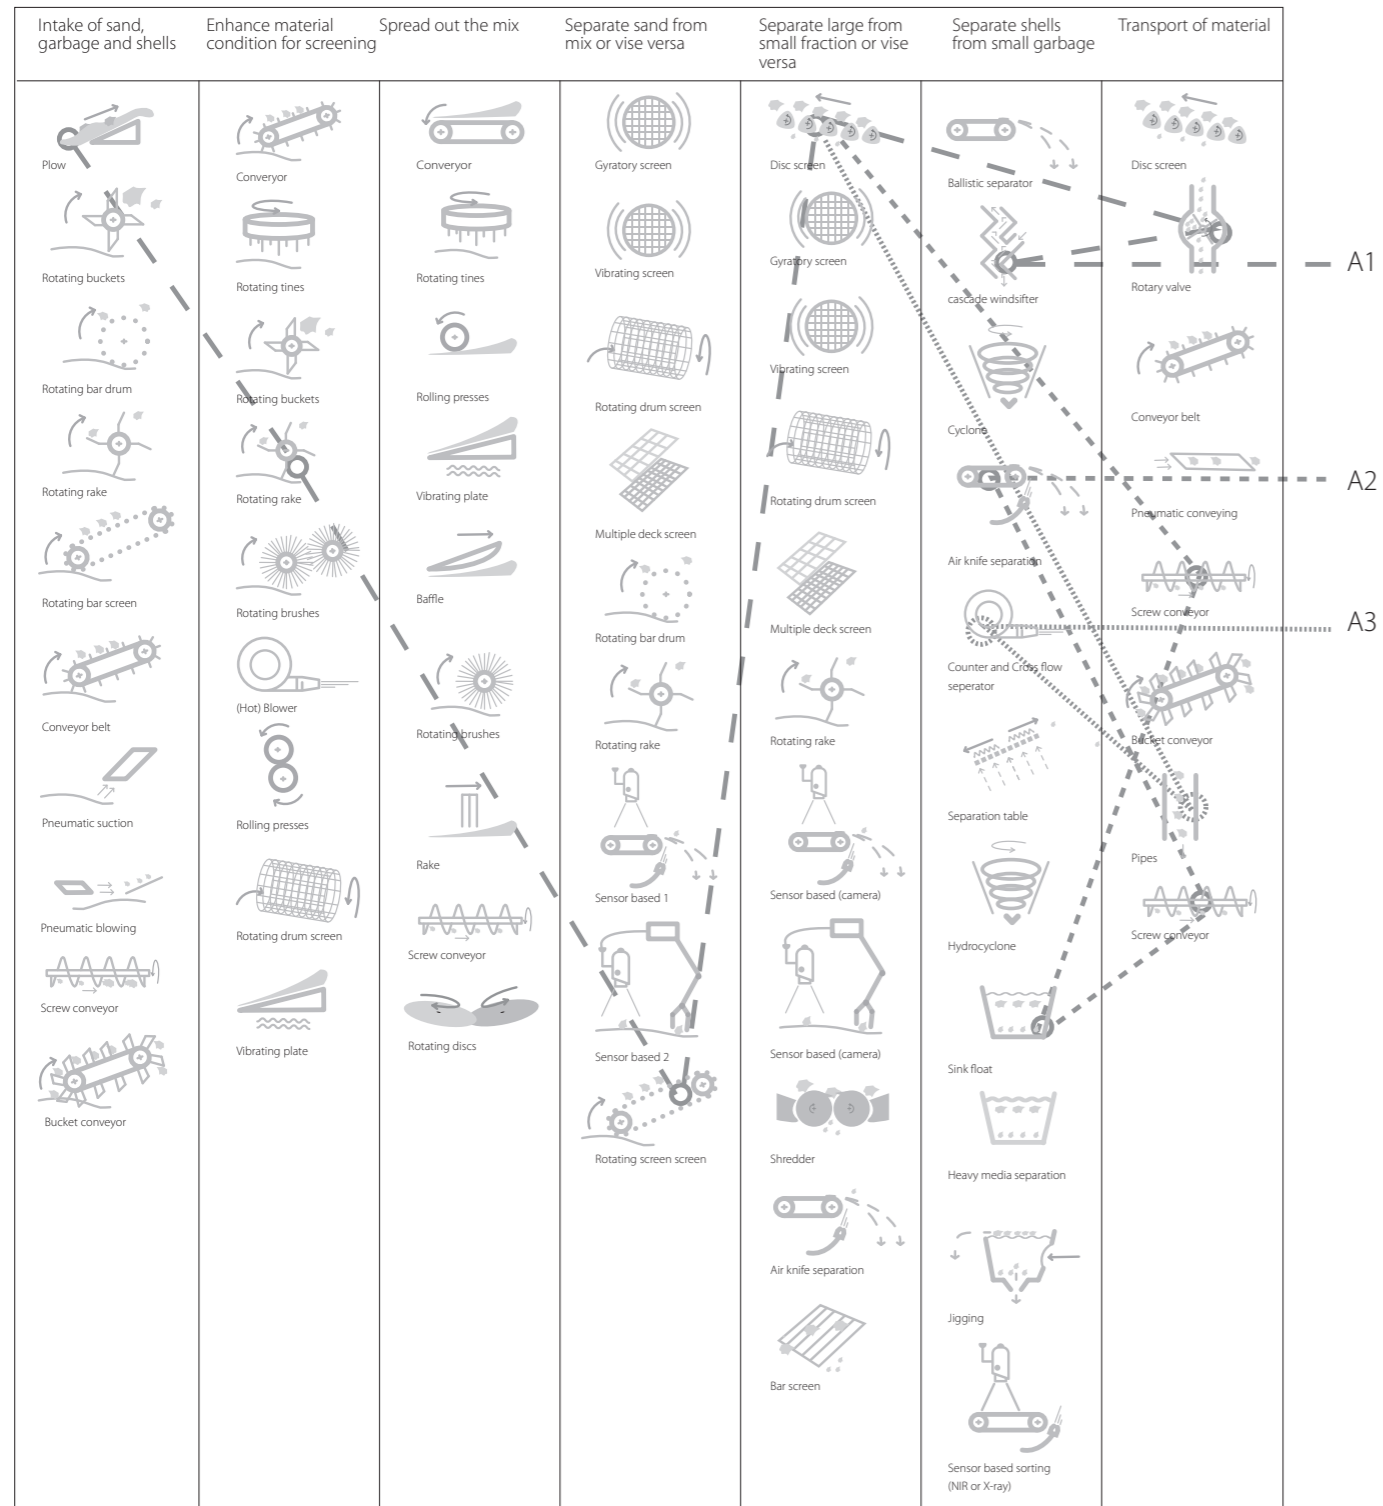 Intake of sand,
garbage and shells
Enhance material
condition for screening
Spread out the mix
Separate sand from
mix or vise versa
Separate large from
small fraction or vise
versa
Separate shells
from small garbage
Transport of material
Plow
Rotating buckets
Rotating bar drum
Rotating rake
Rotating bar screen
Conveyor belt
Pneumatic suction
Pneumatic blowing
Screw conveyor
Bucket conveyor
Converyor
Rotating tines
Rotating buckets
Rotating rake
Rotating brushes
(Hot) Blower
Rolling presses
Rotating drum screen
Vibrating plate
Converyor
Rotating tines
Rolling presses
Vibrating plate
Baffle
Rotating brushes
Rake
Screw conveyor
Rotating discs
Gyratory screen
Vibrating screen
Rotating drum screen
Multiple deck screen
Rotating bar drum
Rotating rake
Sensor based 1
Sensor based 2
Rotating screen screen
Disc screen
Gyratory screen
Vibrating screen
Rotating drum screen
Multiple deck screen
Rotating rake
Sensor based (camera)
Sensor based (camera)
Shredder
Air knife separation
Bar screen
Ballistic separator
cascade windsifter
Cyclone
Air knife separation
Counter and Cross flow
seperator
Separation table
Hydrocyclone
Sink float
Heavy media separation
Jigging
Sensor based sorting
(NIR or X-ray)
Disc screen
Rotary valve
Conveyor belt
Pneumatic conveying
Screw conveyor
Bucket conveyor
Pipes
Screw conveyor
A1
A2
A3